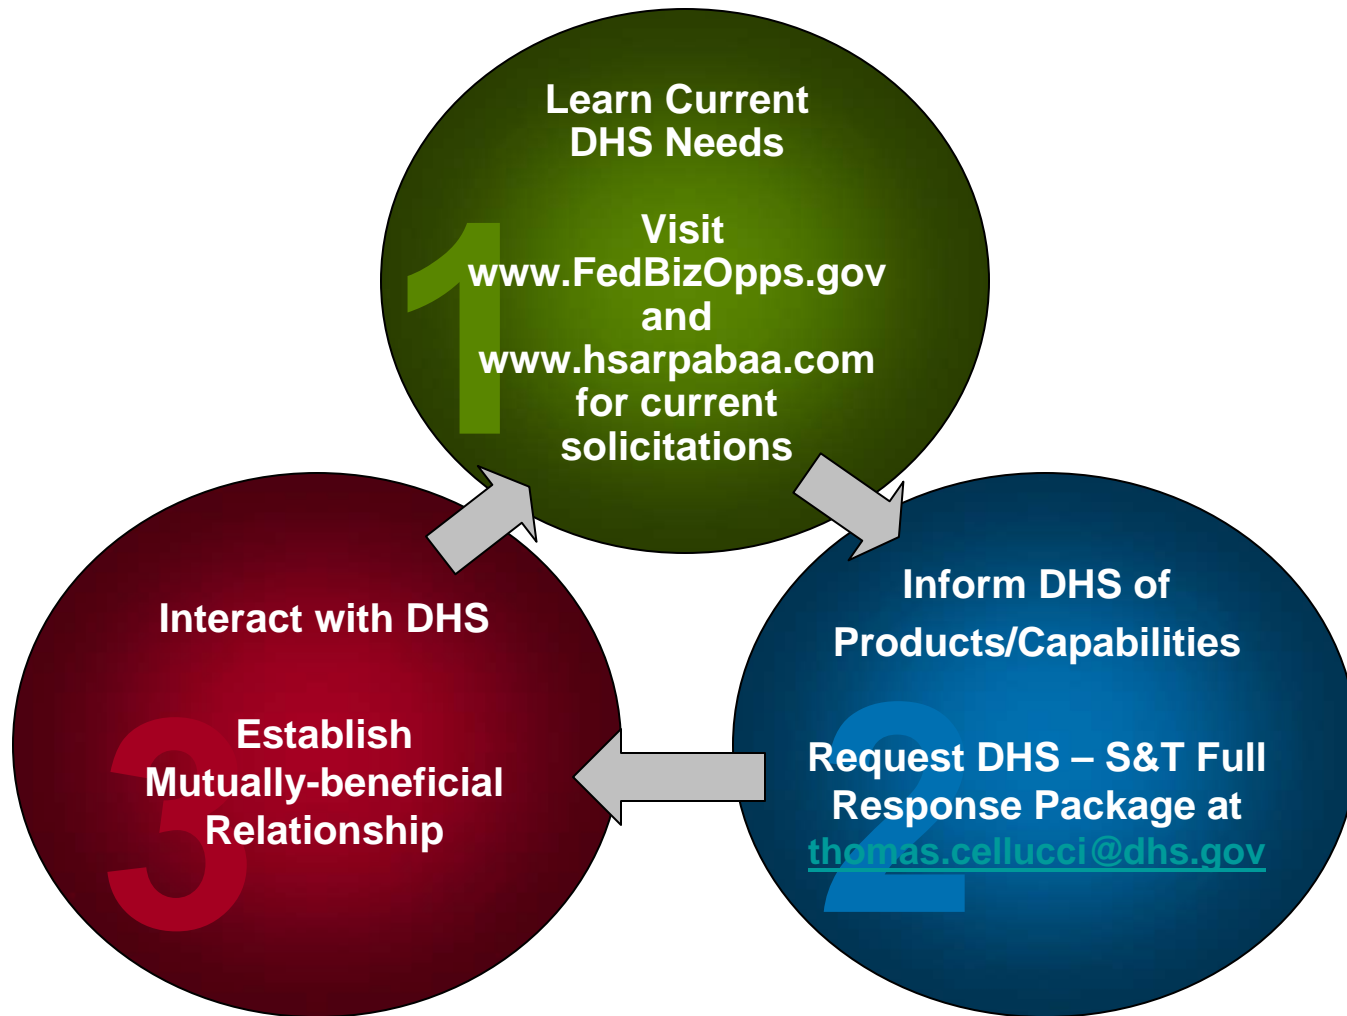 1
Learn Current
DHS Needs
Visit
www.FedBizOpps.gov
and
www.hsarpabaa.com
for current
solicitations
2
Inform DHS of
Products/Capabilities
Request DHS – S&T Full
Response Package at
thomas.cellucci@dhs.gov
3
Interact with DHS
Establish
Mutually-beneficial
Relationship